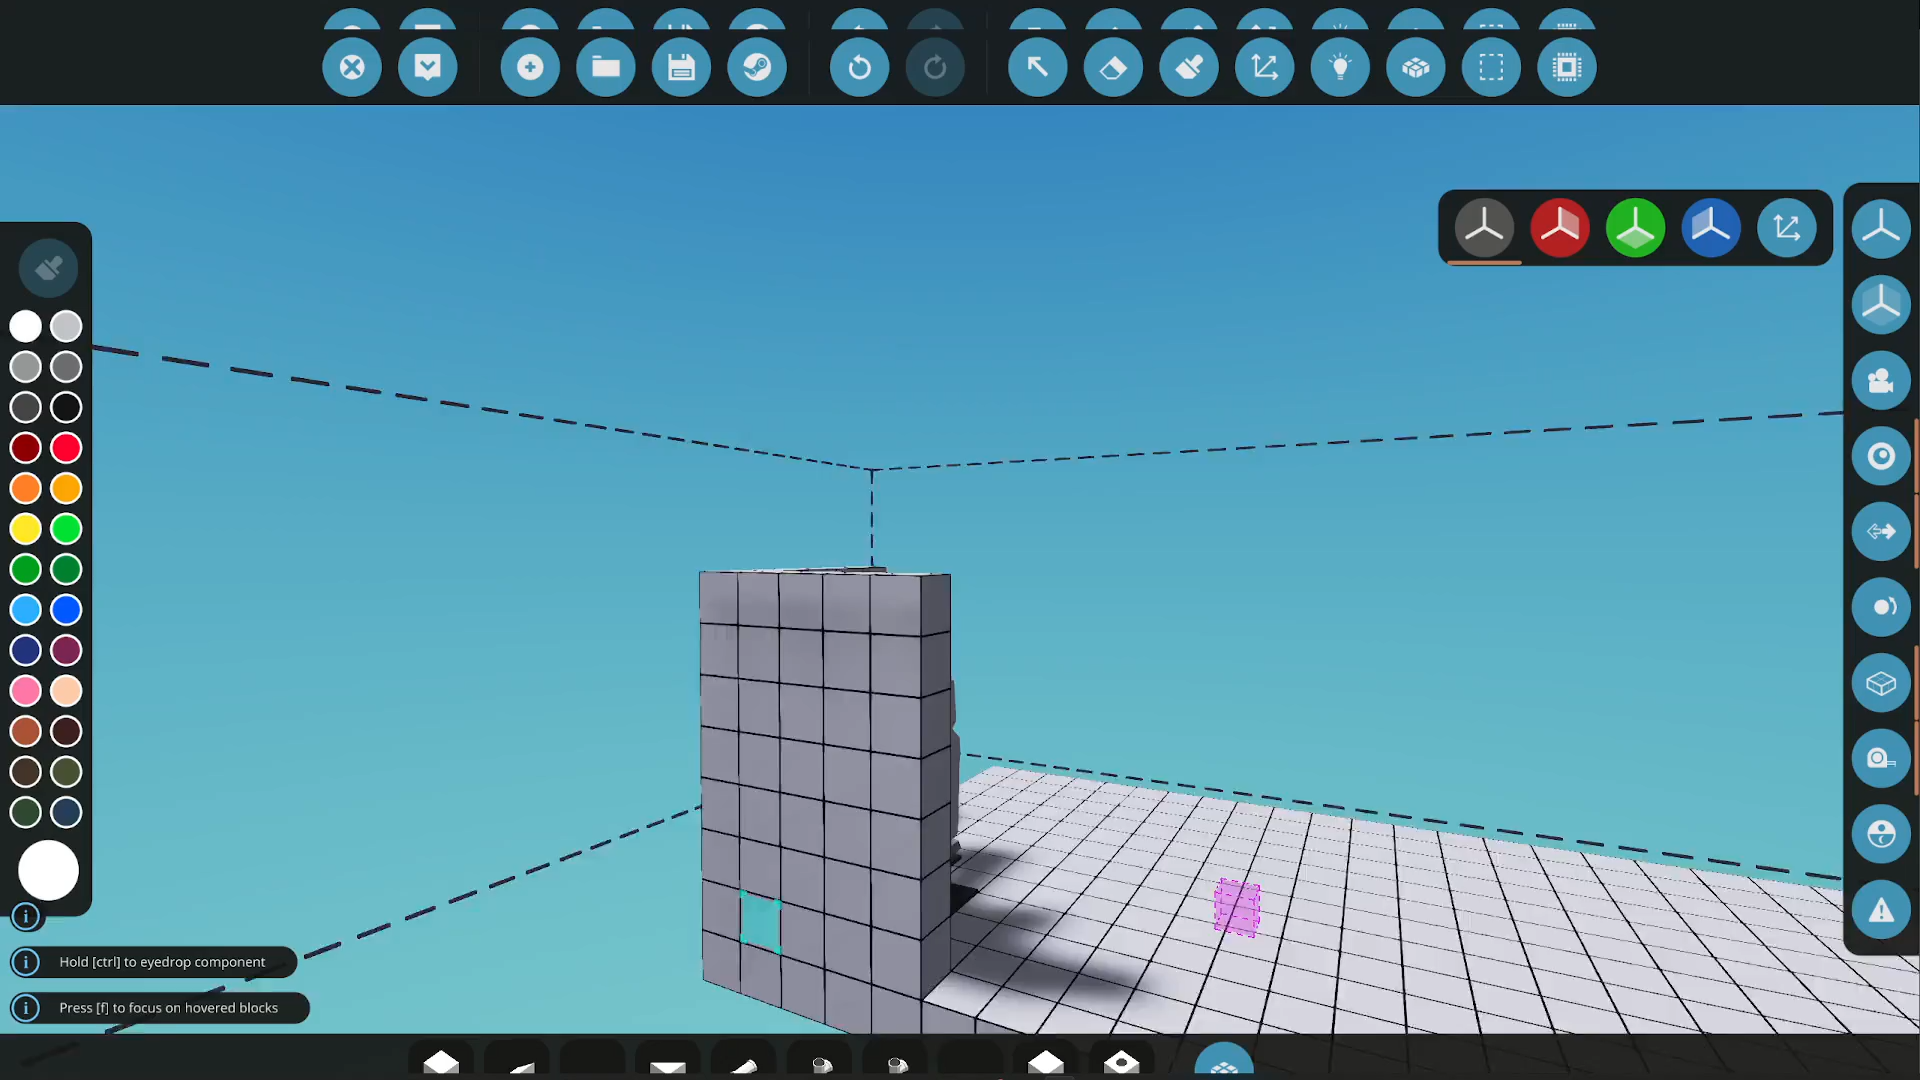 Hold [ctrl] to eyedrop component
Press [f] to focus on hovered blocks